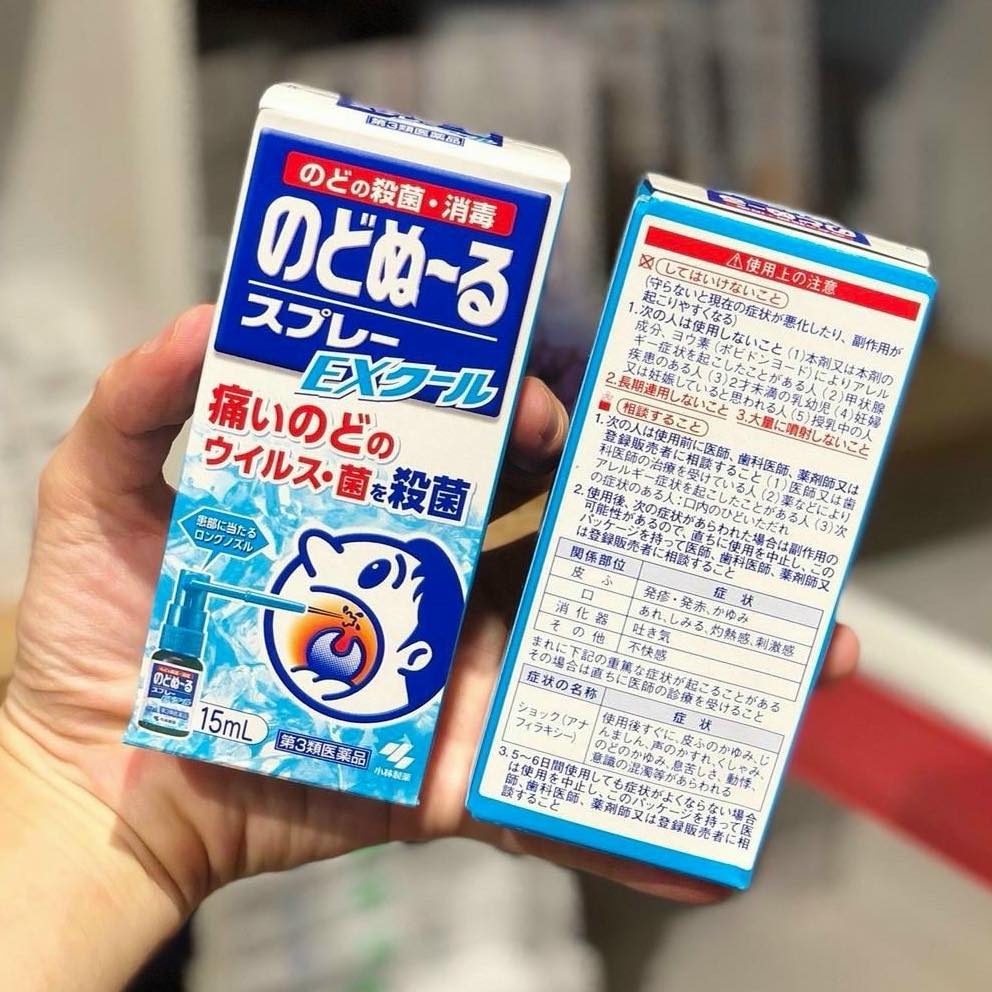 第3類医薬品
のどの殺菌・消毒
のどぬ～る
スプレー
EXクール
痛いのどの
ウイルス・菌を殺菌
患部に当たる
ロングノズル
のどぬ～る
スプレー
15mL
第3類医薬品
小林製薬
⚠使用上の注意
してはいけないこと
(守らないと現在の症状が悪化したり、副作用が
起こりやすくなる)
1.次の人は使用しないこと (1)本剤又は本剤の
成分、ヨウ素(ポビドンヨード)によりアレル
ギー症状を起こしたことがある人 (2)甲状腺
疾患のある人 (3)2才未満の乳幼児 (4)妊婦
又は妊娠していると思われる人 (5)授乳中の人
2.長期連用しないこと 3.大量に噴射しないこと
相談すること
1.次の人は使用前に医師、歯科医師、薬剤師又は
登録販売者に相談すること (1)医師又は歯
科医師の治療を受けている人 (2)薬などにより
アレルギー症状を起こしたことがある人 (3)次
の症状のある人:口内のひどいただれ
2.使用後、次の症状があらわれた場合は副作用の
可能性があるので、直ちに使用を中止し、この
パッケージを持って医師、歯科医師、薬剤師又
は登録販売者に相談すること
関係部位 症状
皮ふ 発疹・発赤、かゆみ
口 あれ、しみる、灼熱感、刺激感
消化器 吐き気
その他 不快感
まれに下記の重篤な症状が起こることがある
その場合は直ちに医師の診療を受けること
症状の名称 症状
ショック(アナ
フィラキシー)
使用後すぐに、皮ふのかゆみ、じ
んましん、声のかすれ、くしゃみ、
のどのかゆみ、息苦しさ、動悸、
意識の混濁等があらわれる
3.5～6日間使用しても症状がよくならない場合
は使用を中止し、このパッケージを持って医
師、歯科医師、薬剤師又は登録販売者に相
談すること